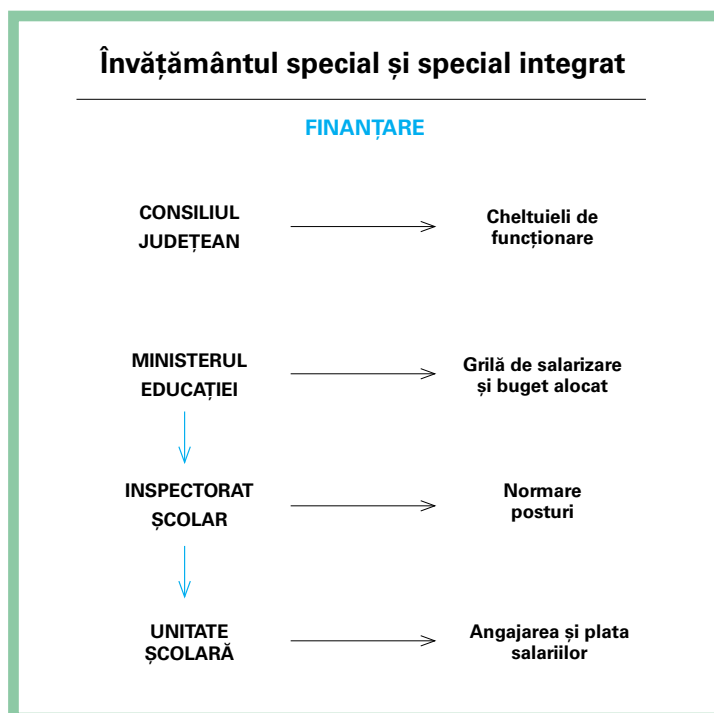 Învățământul special și special integrat
FINANȚARE
CONSILIUL
JUDEȚEAN
Cheltuieli de
funcționare
MINISTERUL
EDUCAȚIEI
Grilă de salarizare
și buget alocat
INSPECTORAT
ȘCOLAR
Normare
posturi
UNITATE
ȘCOLARĂ
Angajarea și plata
salariilor